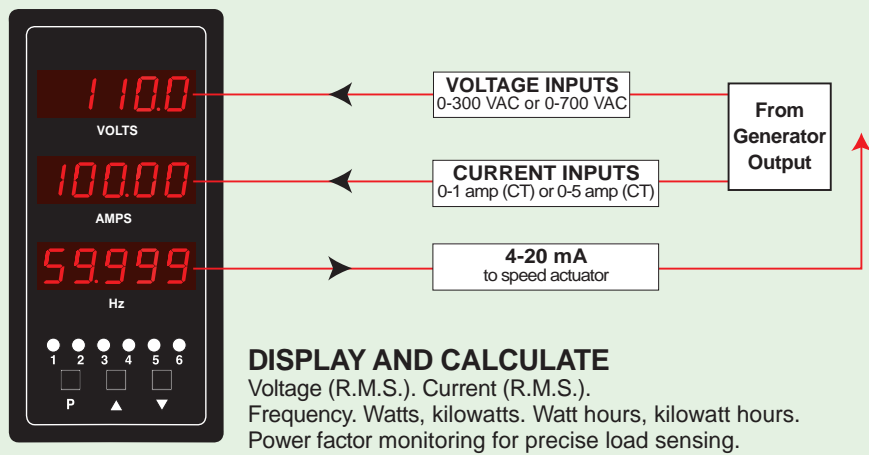 110.0
VOLTS
100.00
AMPS
59.999
Hz
1 2 3 4 5 6
P
VOLTAGE INPUTS
0-300 VAC or 0-700 VAC
CURRENT INPUTS
0-1 amp (CT) or 0-5 amp (CT)
4-20 mA
to speed actuator
From
Generator
Output
DISPLAY AND CALCULATE
Voltage (R.M.S.). Current (R.M.S.).
Frequency. Watts, kilowatts. Watt hours, kilowatt hours.
Power factor monitoring for precise load sensing.